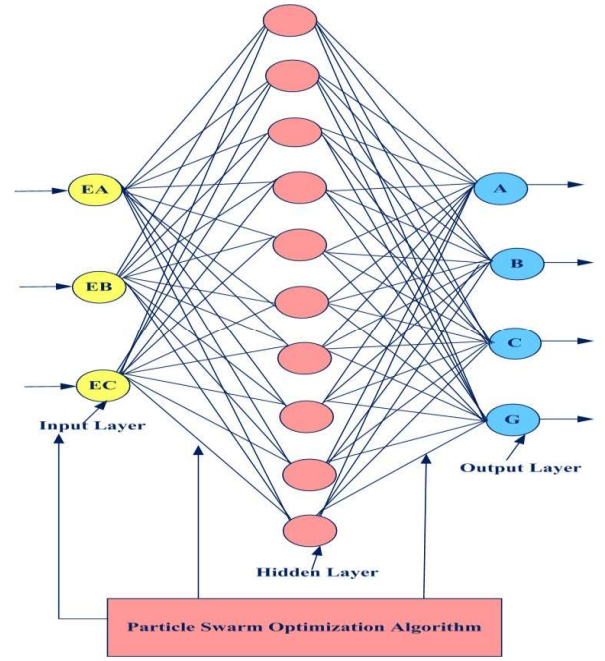 EA
A
B
EB
C
EC
G
Input Layer
Output Layer
Hidden Layer
Particle Swarm Optimization Algorithm